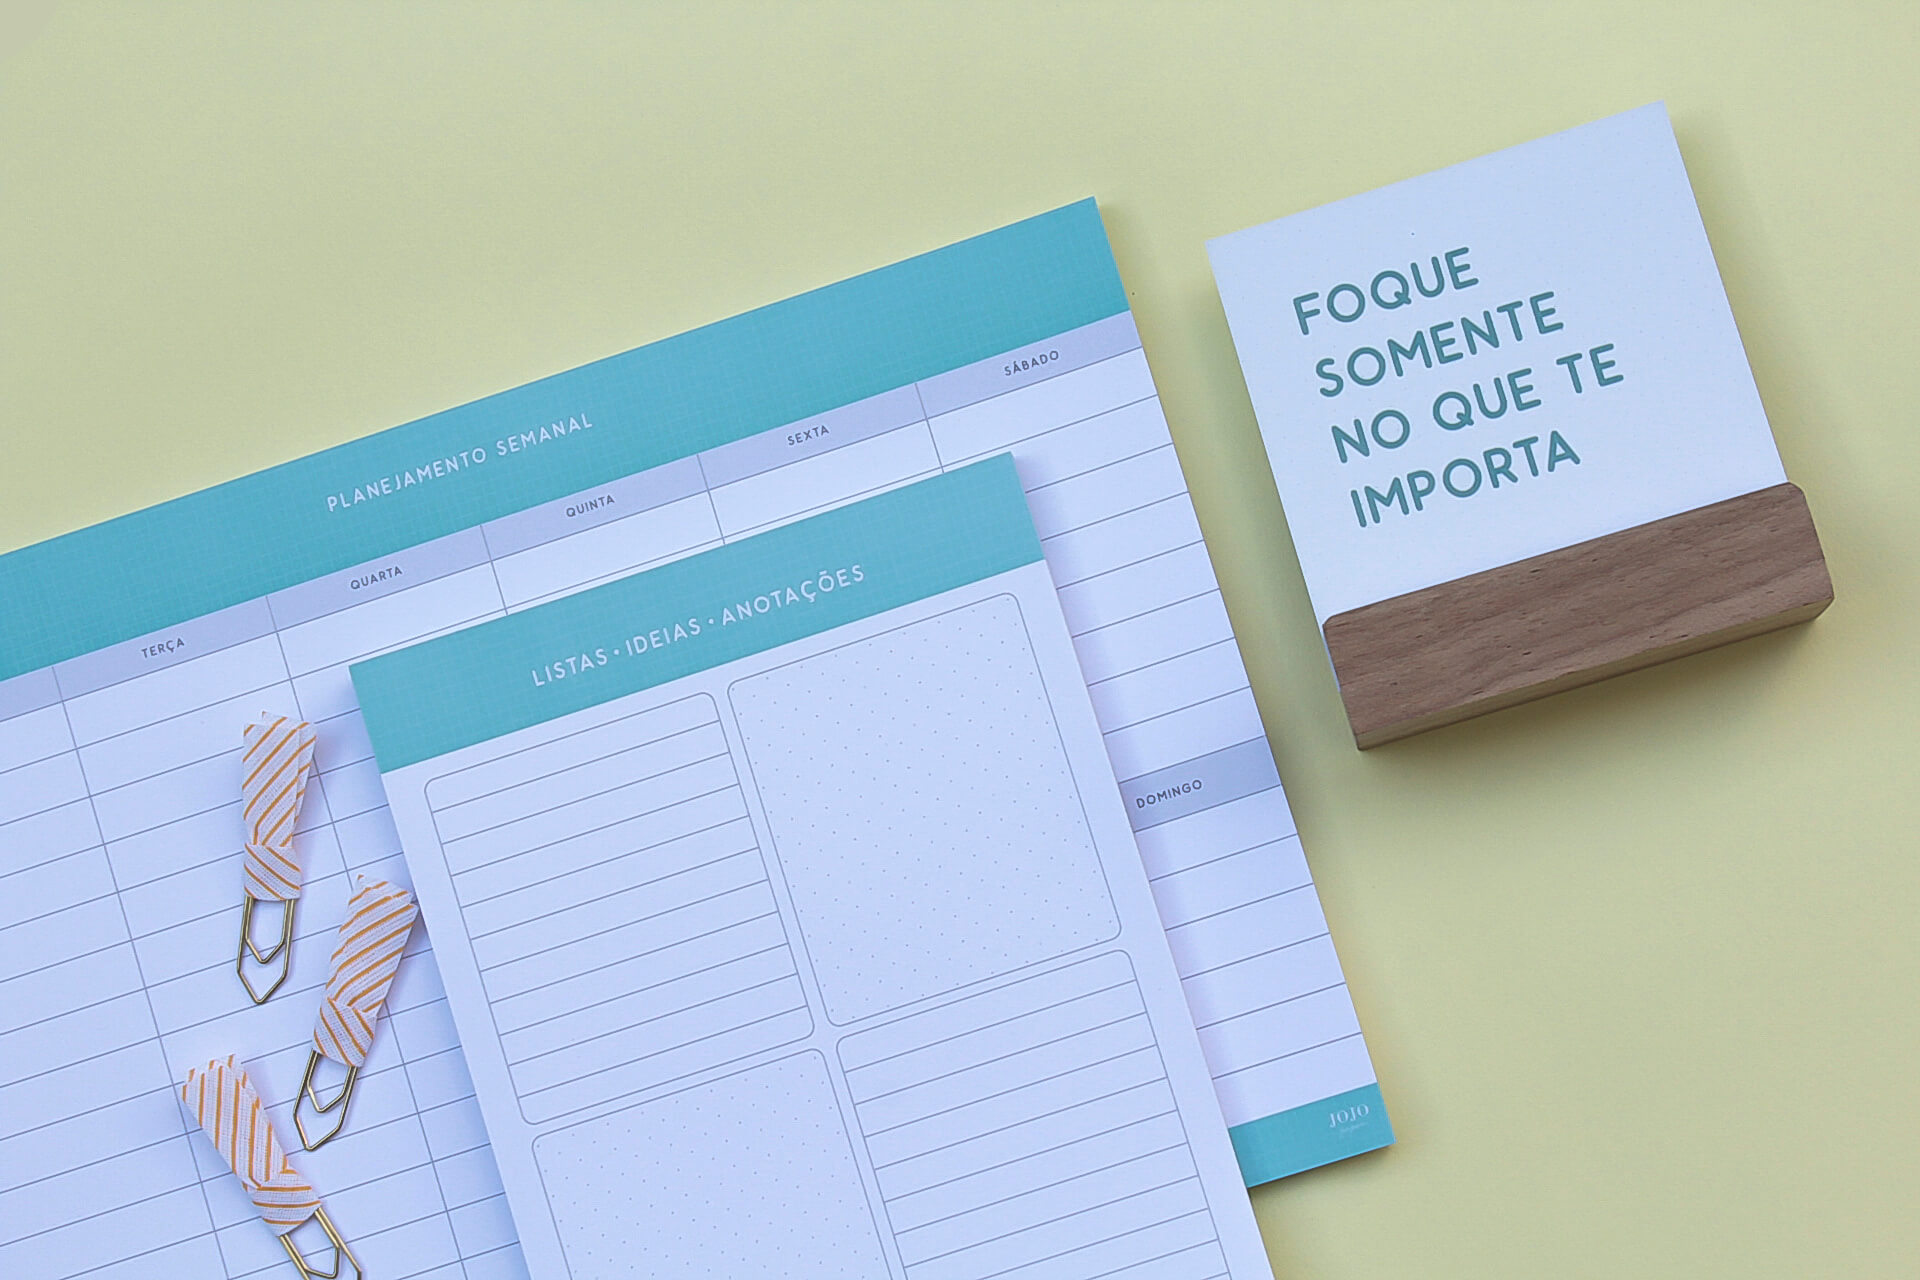 PLANEJAMENTO SEMANAL
TERÇA
QUARTA
QUINTA
SEXTA
SÁBADO
DOMINGO
JOJO
LISTAS • IDEIAS • ANOTAÇÕES
FOQUE
SOMENTE
NO QUE TE
IMPORTA